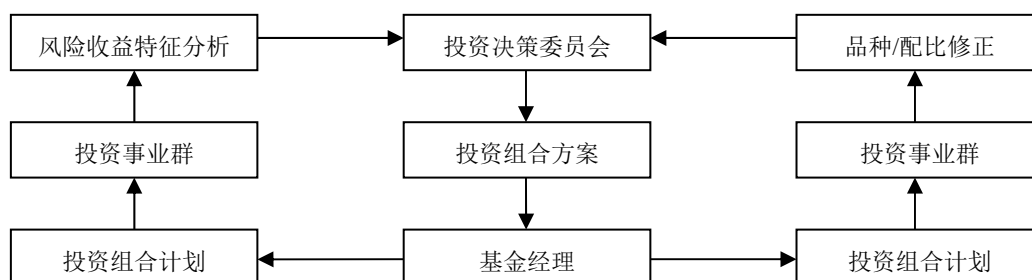 风险收益特征分析
投资决策委员会
品种/配比修正
投资事业群
投资组合方案
投资事业群
投资组合计划
基金经理
投资组合计划